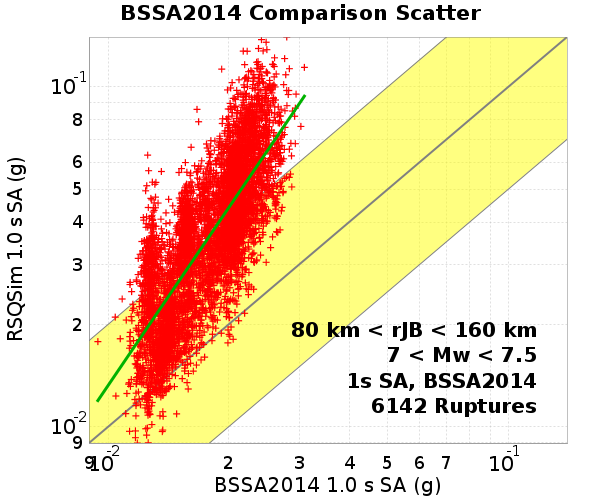 BSSA2014 Comparison Scatter
RSQSim 1.0 s SA (g)
10-1
8
6
5
4
3
2
10-2
9
80 km < rJB < 160 km
7 < Mw < 7.5
1s SA, BSSA2014
6142 Ruptures
9 10-2 2 3 4 5 6 7 10-1
BSSA2014 1.0 s SA (g)